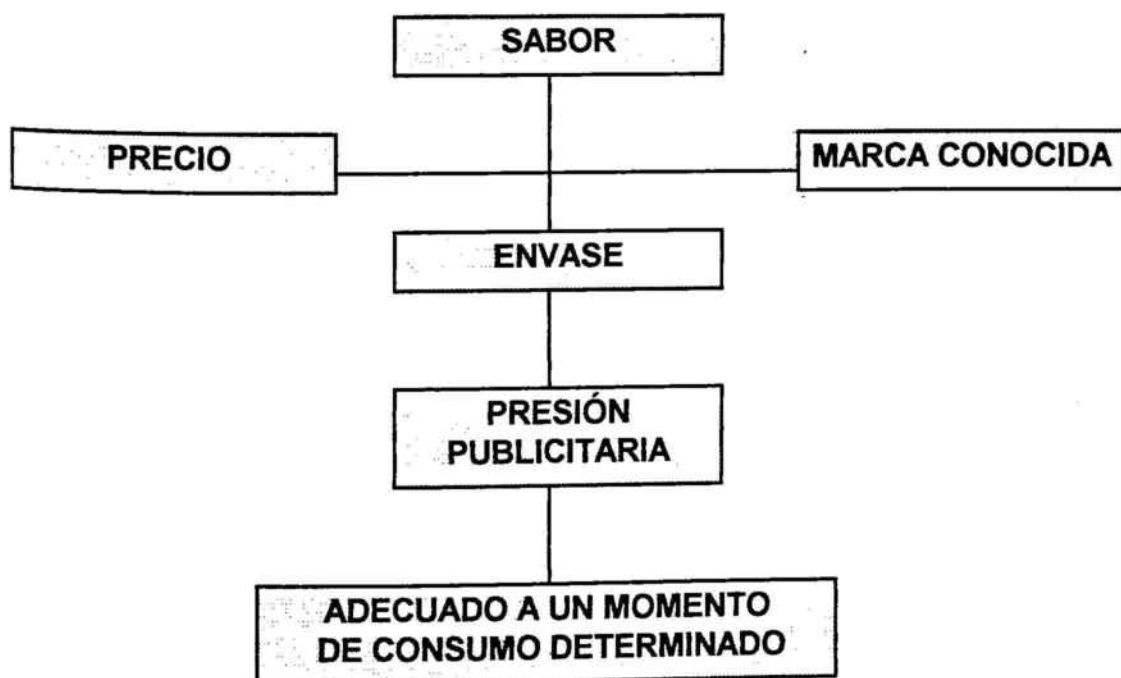 SABOR
PRECIO
MARCA CONOCIDA
ENVASE
PRESIÓN
PUBLICITARIA
ADECUADO A UN MOMENTO
DE CONSUMO DETERMINADO